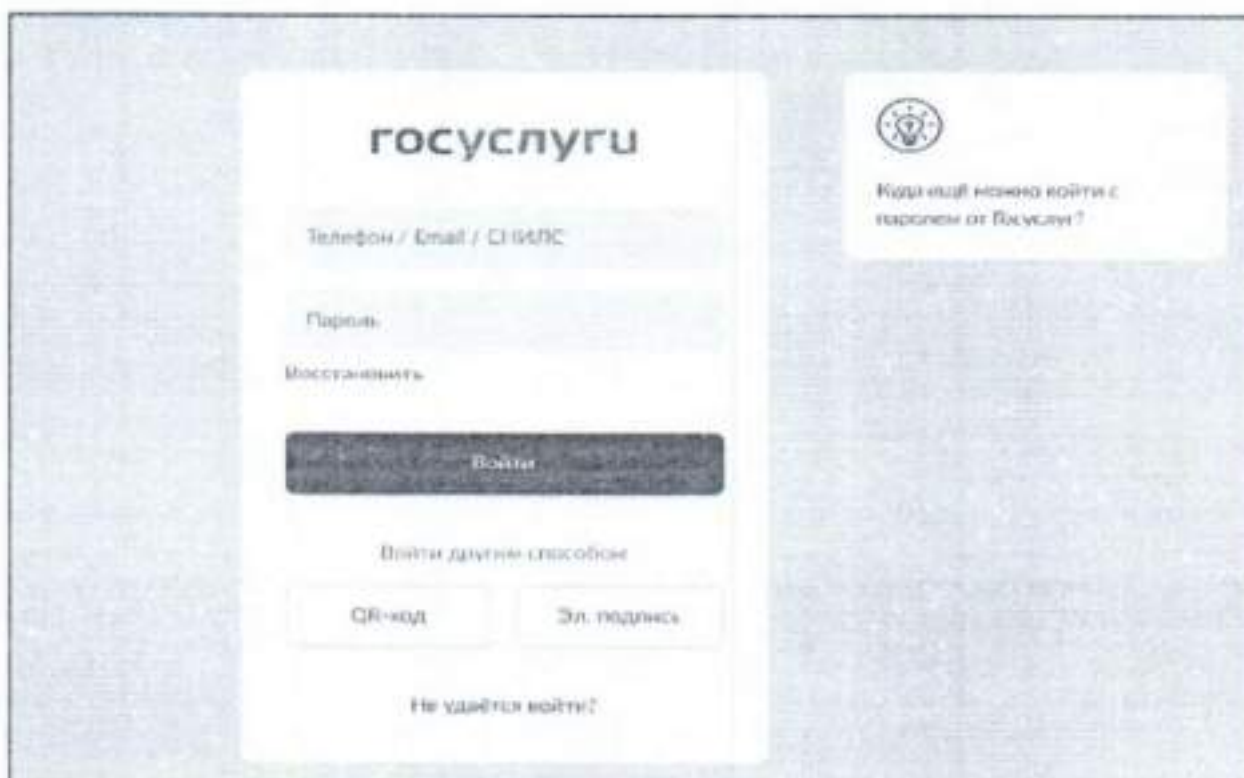 госуслуги
Телефон / Email / СНИЛС
Пароль
Восстановить
Войти
Войти другим способом
QR-код
Эл. подпись
Не удаётся войти?
Куда ещё можно войти с
паролем от Госуслуг?